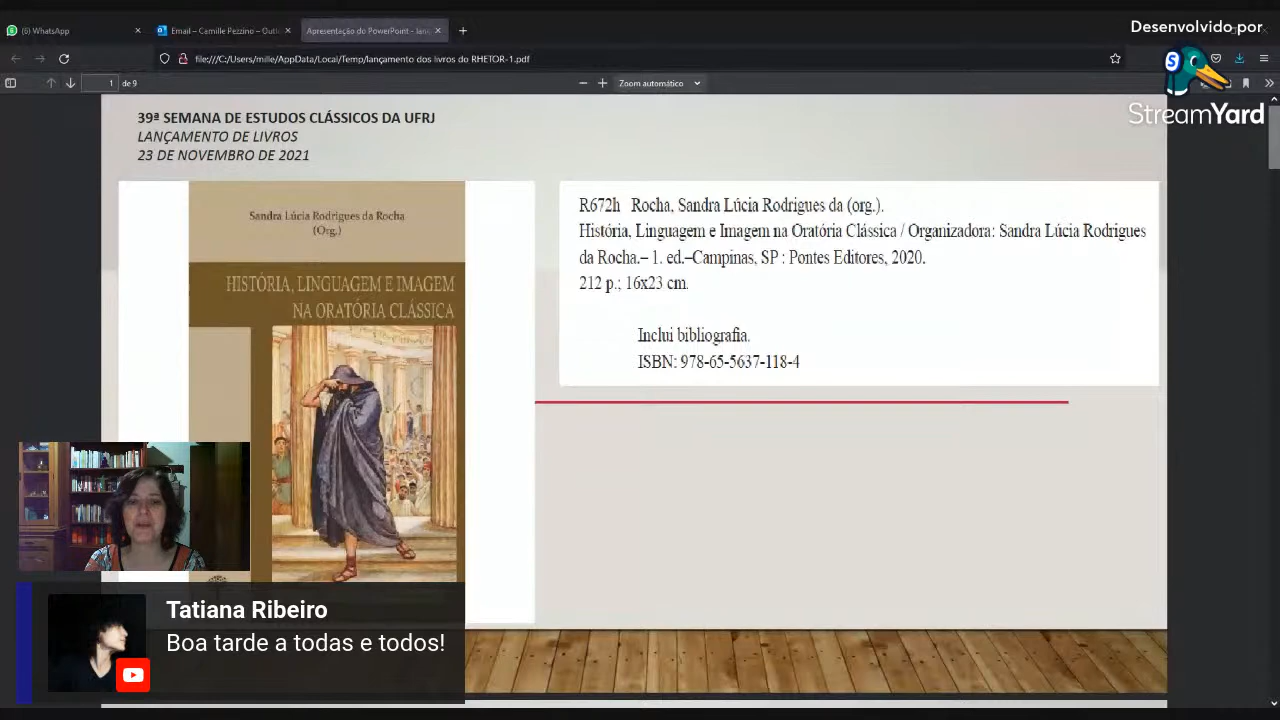 (6) WhatsApp
Email – Camille Pezzino – Outl
Apresentação do PowerPoint - lanç
Desenvolvido por
file:///C:/Users/mille/AppData/Local/Temp/lançamento dos livros do RHETOR-1.pdf
1 de 9
Zoom automático
StreamYard
39ª SEMANA DE ESTUDOS CLÁSSICOS DA UFRJ
LANÇAMENTO DE LIVROS
23 DE NOVEMBRO DE 2021
Sandra Lúcia Rodrigues da Rocha
(Org.)
HISTÓRIA, LINGUAGEM E IMAGEM
NA ORATÓRIA CLÁSSICA
R672h Rocha, Sandra Lúcia Rodrigues da (org.).
História, Linguagem e Imagem na Oratória Clássica / Organizadora: Sandra Lúcia Rodrigues
da Rocha.– 1. ed.–Campinas, SP : Pontes Editores, 2020.
212 p.; 16x23 cm.
Inclui bibliografia.
ISBN: 978-65-5637-118-4
Tatiana Ribeiro
Boa tarde a todas e todos!